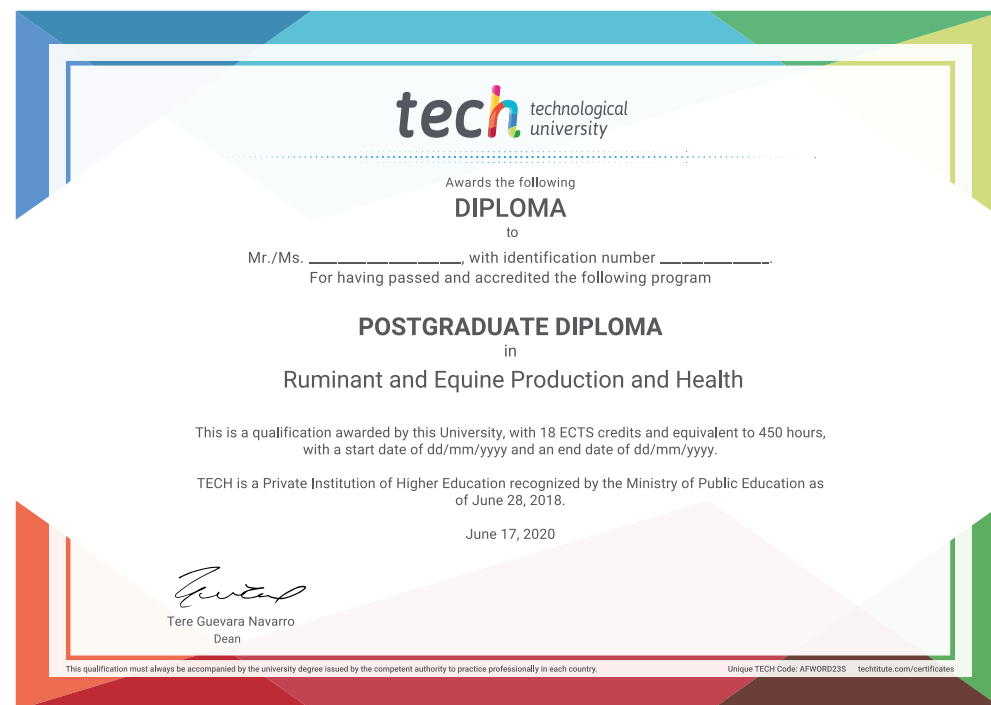 tech technological
university
Awards the following
DIPLOMA
to
Mr./Ms. ________________, with identification number ____________.
For having passed and accredited the following program
POSTGRADUATE DIPLOMA
in
Ruminant and Equine Production and Health
This is a qualification awarded by this University, with 18 ECTS credits and equivalent to 450 hours,
with a start date of dd/mm/yyyy and an end date of dd/mm/yyyy.
TECH is a Private Institution of Higher Education recognized by the Ministry of Public Education as
of June 28, 2018.
June 17, 2020
Tere Guevara Navarro
Dean
This qualification must always be accompanied by the university degree issued by the competent authority to practice professionally in each country.
Unique TECH Code: AFWORD23S techtitute.com/certificates